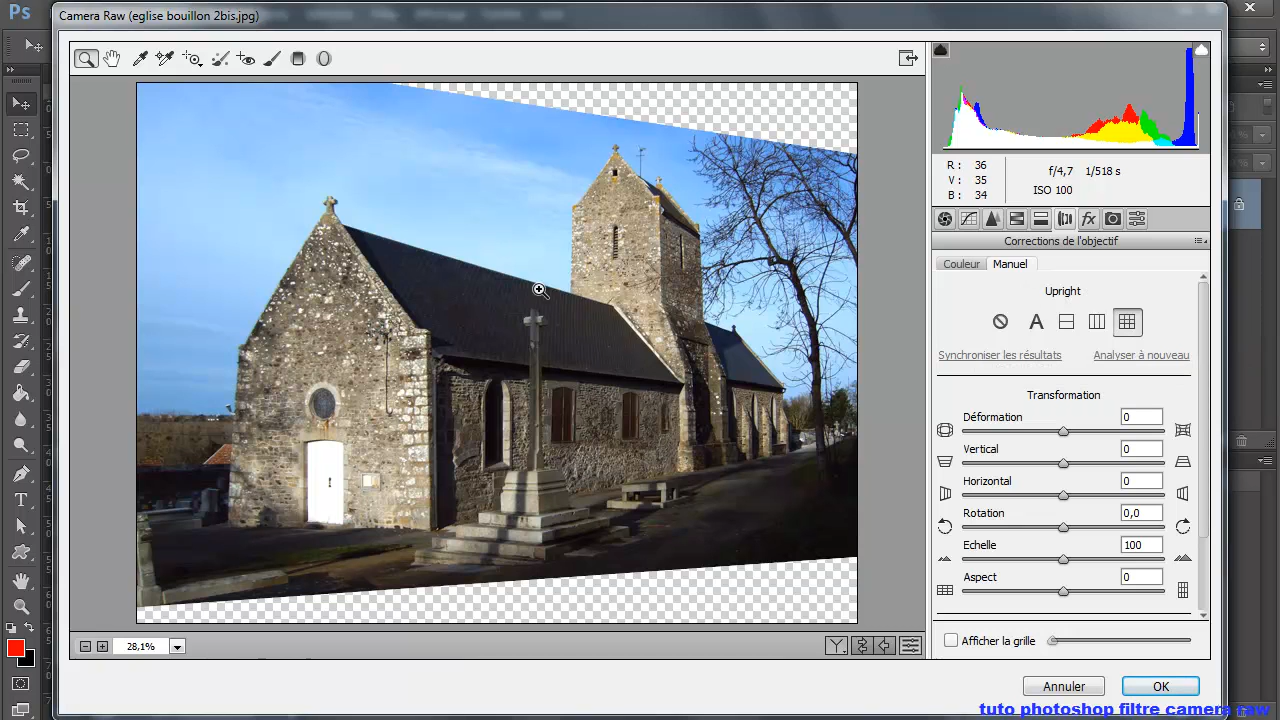 Ps
Camera Raw (eglise bouillon 2bis.jpg)
R : 36
V : 35
B : 34
f/4,7 1/518 s
ISO 100
fx
Corrections de l'objectif
Couleur Manuel
Upright
A
Synchroniser les résultats Analyser à nouveau
Transformation
Déformation 0
Vertical 0
Horizontal 0
Rotation 0,0
Echelle 100
Aspect 0
Afficher la grille
28,1%
Y
Annuler OK
tuto photoshop filtre camera raw